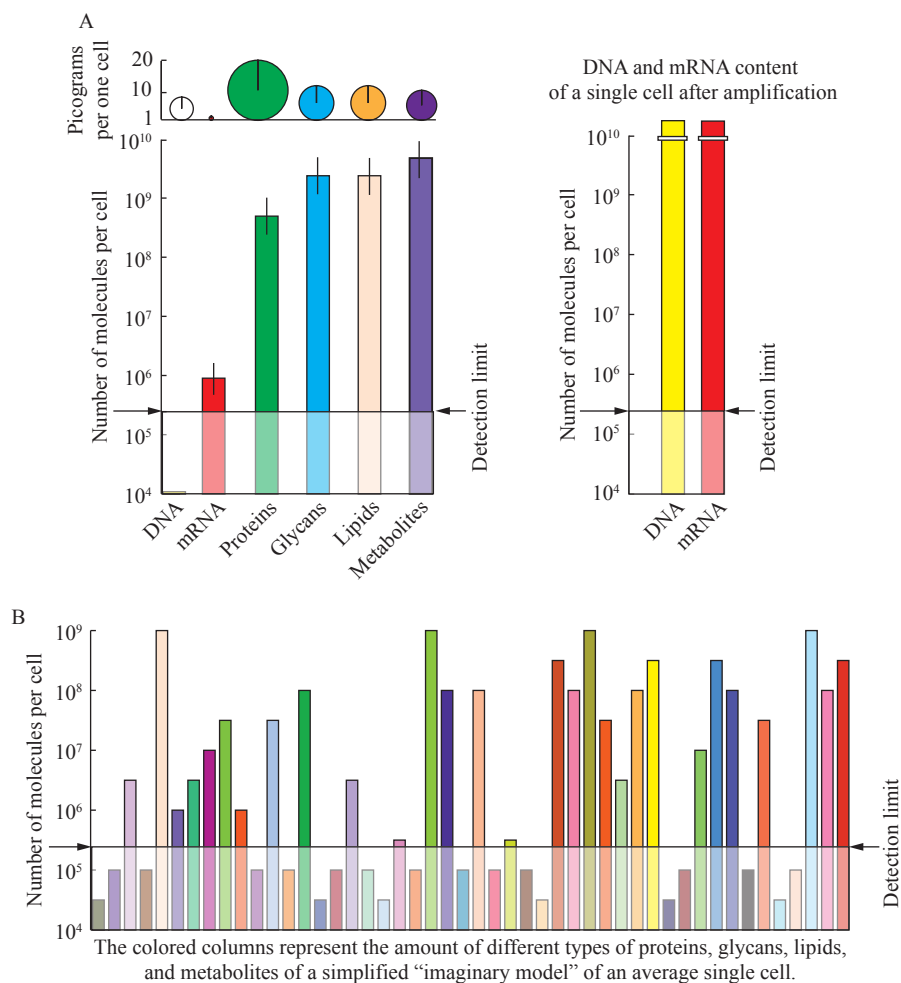 A
Picograms
per one cell
20
10
1
Number of molecules per cell
10¹⁰
10⁹
10⁸
10⁷
10⁶
10⁵
10⁴
Detection limit
DNA
mRNA
Proteins
Glycans
Lipids
Metabolites
DNA and mRNA content
of a single cell after amplification
Number of molecules per cell
10¹⁰
10⁹
10⁸
10⁷
10⁶
10⁵
10⁴
Detection limit
DNA
mRNA
B
Number of molecules per cell
10⁹
10⁸
10⁷
10⁶
10⁵
10⁴
Detection limit
The colored columns represent the amount of different types of proteins, glycans, lipids,
and metabolites of a simplified “imaginary model” of an average single cell.